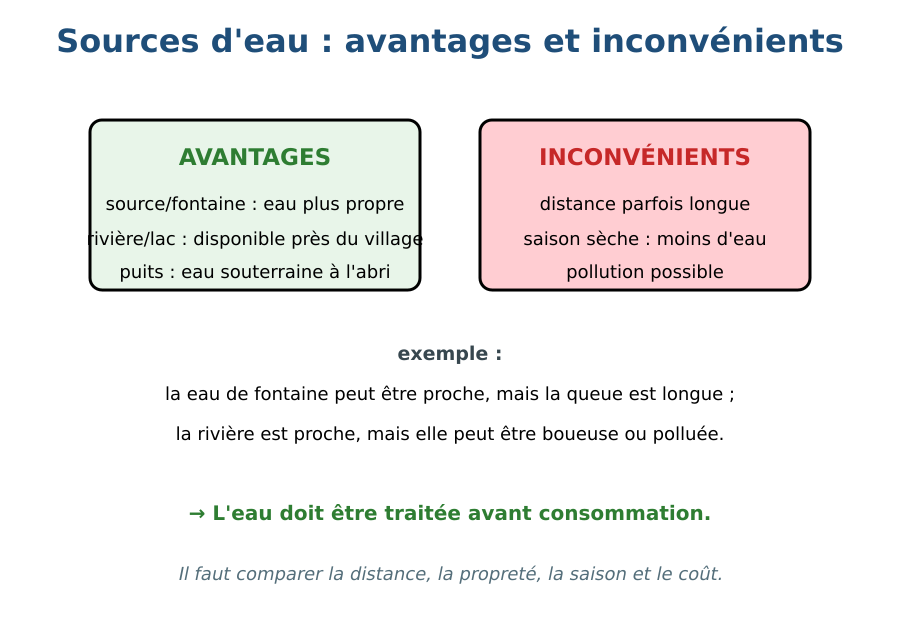 Sources d'eau : avantages et inconvénients
AVANTAGES
source/fontaine : eau plus propre
rivière/lac : disponible près du village
puits : eau souterraine à l'abri
INCONVÉNIENTS
distance parfois longue
saison sèche : moins d'eau
pollution possible
exemple :
la eau de fontaine peut être proche, mais la queue est longue ;
la rivière est proche, mais elle peut être boueuse ou polluée.
→ L'eau doit être traitée avant consommation.
Il faut comparer la distance, la propreté, la saison et le coût.